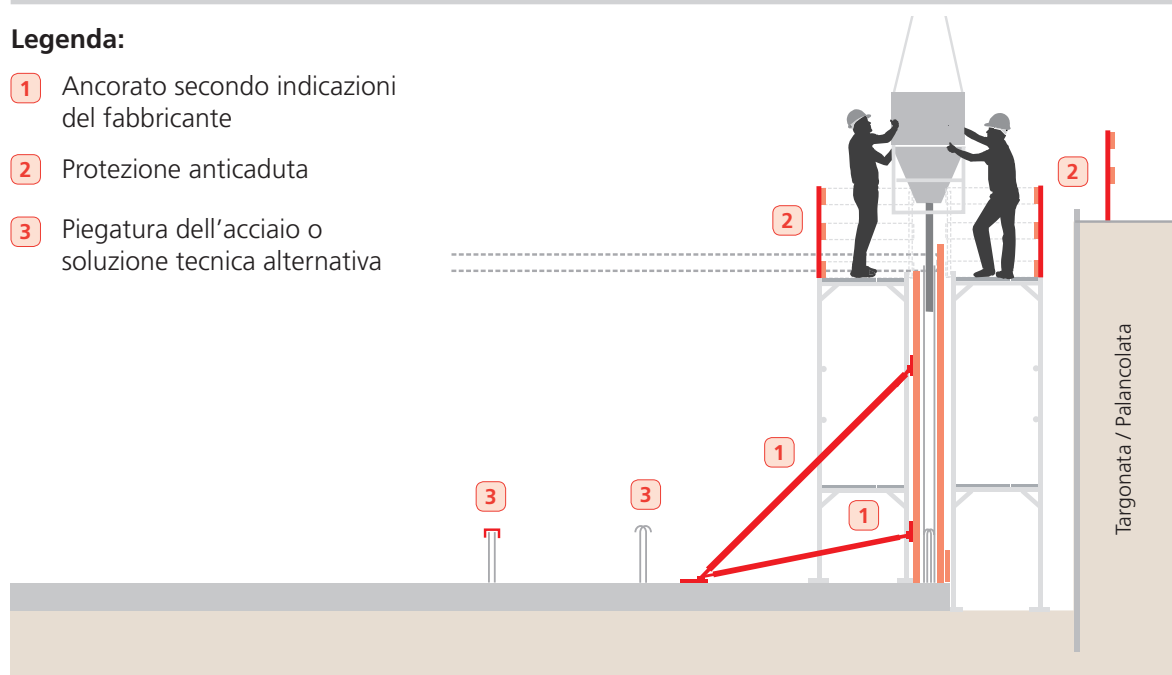 Legenda:
1 Ancorato secondo indicazioni
del fabbricante
2 Protezione anticaduta
3 Piegatura dell’acciaio o
soluzione tecnica alternativa
2
2
1
3
3
1
Targonata / Palancolata